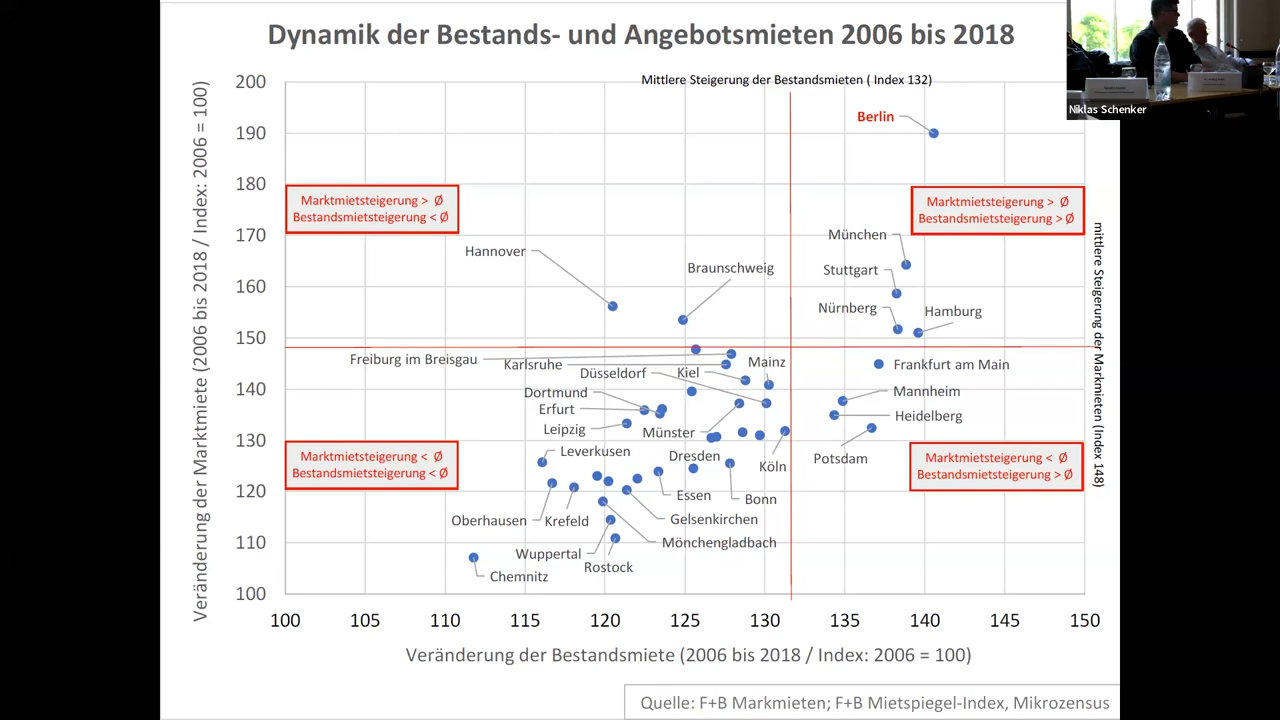 Dynamik der Bestands- und Angebotsmieten 2006 bis 2018
Mittlere Steigerung der Bestandsmieten ( Index 132)
Niklas Schenker
Veränderung der Marktmiete (2006 bis 2018 / Index: 2006 = 100)
200
190
180
170
160
150
140
130
120
110
100
Berlin
Marktmietsteigerung > Ø
Bestandsmietsteigerung < Ø
Marktmietsteigerung > Ø
Bestandsmietsteigerung > Ø
München
Hannover
Braunschweig
Stuttgart
Nürnberg
Hamburg
mittlere Steigerung der Markmieten (Index 148)
Freiburg im Breisgau
Karlsruhe
Mainz
Frankfurt am Main
Düsseldorf
Kiel
Dortmund
Mannheim
Erfurt
Heidelberg
Leipzig
Münster
Leverkusen
Dresden
Köln
Potsdam
Marktmietsteigerung < Ø
Bestandsmietsteigerung < Ø
Marktmietsteigerung < Ø
Bestandsmietsteigerung > Ø
Essen
Bonn
Oberhausen
Krefeld
Gelsenkirchen
Mönchengladbach
Wuppertal
Rostock
Chemnitz
100 105 110 115 120 125 130 135 140 145 150
Veränderung der Bestandsmiete (2006 bis 2018 / Index: 2006 = 100)
Quelle: F+B Markmieten; F+B Mietspiegel-Index, Mikrozensus